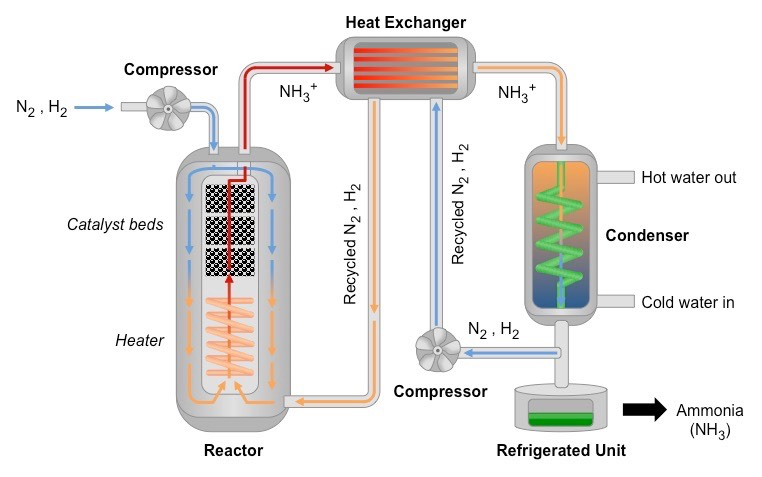 Heat Exchanger
Compressor
N₂ , H₂
NH₃⁺
NH₃⁺
Catalyst beds
Heater
Recycled N₂ , H₂
Recycled N₂ , H₂
Hot water out
Condenser
Cold water in
N₂ , H₂
Compressor
Ammonia
(NH₃)
Reactor
Refrigerated Unit